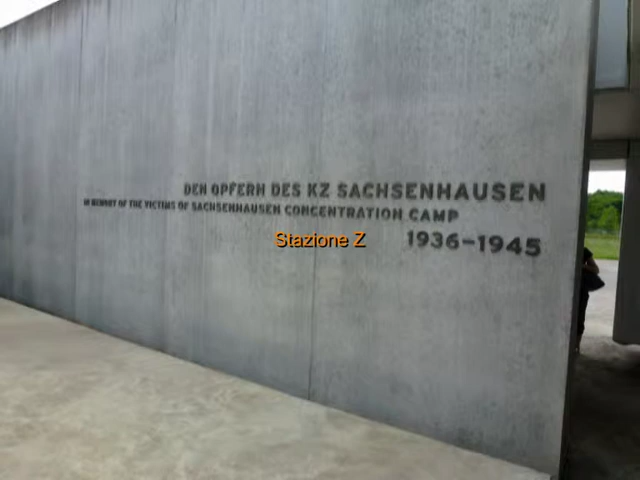 DEN OPFERN DES KZ SACHSENHAUSEN
IN MEMORY OF THE VICTIMS OF SACHSENHAUSEN CONCENTRATION CAMP
1936-1945
Stazione Z